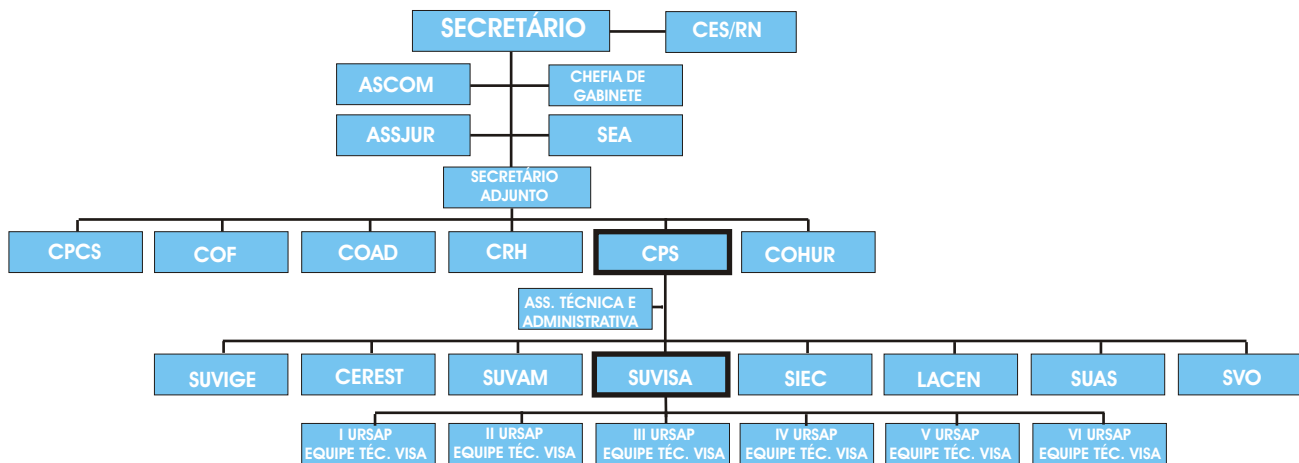 SECRETÁRIO
CES/RN
ASCOM
CHEFIA DE
GABINETE
ASSJUR
SEA
SECRETÁRIO
ADJUNTO
CPCS
COF
COAD
CRH
CPS
COHUR
ASS. TÉCNICA E
ADMINISTRATIVA
SUVIGE
CEREST
SUVAM
SUVISA
SIEC
LACEN
SUAS
SVO
I URSAP
EQUIPE TÉC. VISA
II URSAP
EQUIPE TÉC. VISA
III URSAP
EQUIPE TÉC. VISA
IV URSAP
EQUIPE TÉC. VISA
V URSAP
EQUIPE TÉC. VISA
VI URSAP
EQUIPE TÉC. VISA